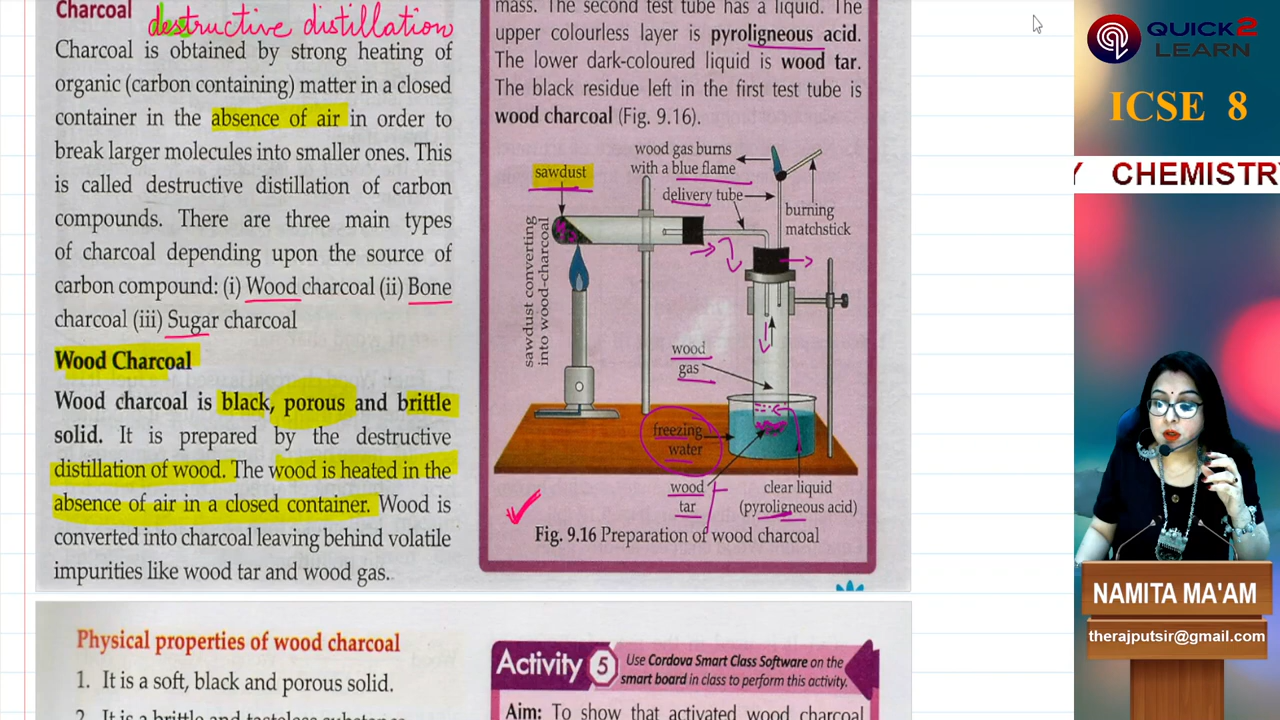 Charcoal
destructive distillation
Charcoal is obtained by strong heating of
organic (carbon containing) matter in a closed
container in the absence of air in order to
break larger molecules into smaller ones. This
is called destructive distillation of carbon
compounds. There are three main types
of charcoal depending upon the source of
carbon compound: (i) Wood charcoal (ii) Bone
charcoal (iii) Sugar charcoal
Wood Charcoal
Wood charcoal is black, porous and brittle
solid. It is prepared by the destructive
distillation of wood. The wood is heated in the
absence of air in a closed container. Wood is
converted into charcoal leaving behind volatile
impurities like wood tar and wood gas.
Physical properties of wood charcoal
1. It is a soft, black and porous solid.
2. It is a brittle and tasteless substance
mass. The second test tube has a liquid. The
upper colourless layer is pyroligneous acid.
The lower dark-coloured liquid is wood tar.
The black residue left in the first test tube is
wood charcoal (Fig. 9.16).
wood gas burns
with a blue flame
sawdust
delivery tube
burning
matchstick
sawdust converting
into wood-charcoal
wood
gas
freezing
water
wood
tar
clear liquid
(pyroligneous acid)
Fig. 9.16 Preparation of wood charcoal
Activity 5
Use Cordova Smart Class Software on the
smart board in class to perform this activity.
Aim: To show that activated wood charcoal
QUICK2
LEARN
ICSE 8
Y CHEMISTRY
NAMITA MA'AM
therajputsir@gmail.com